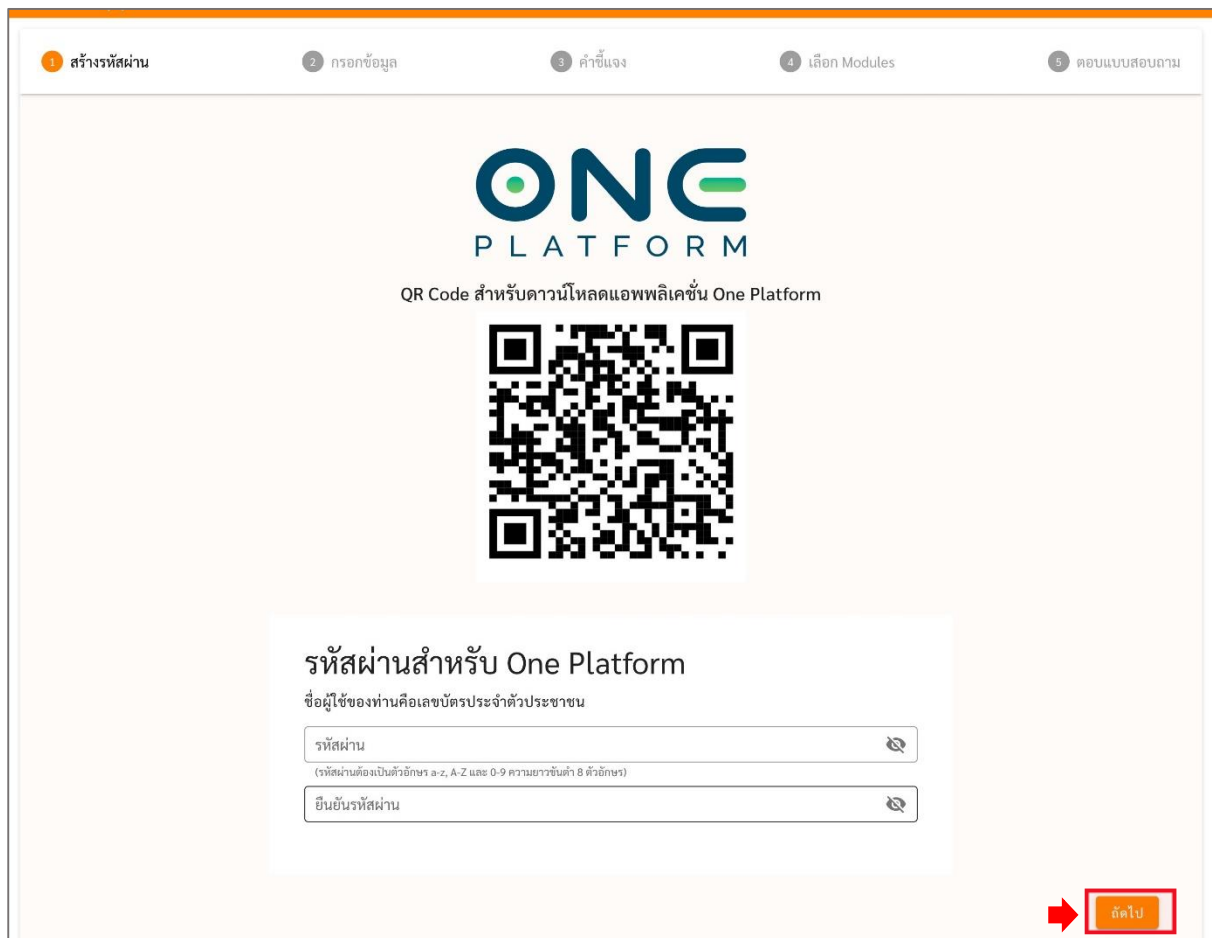 1 สร้างรหัสผ่าน
2 กรอกข้อมูล
3 คำชี้แจง
4 เลือก Modules
5 ตอบแบบสอบถาม
ONE
PLATFORM
QR Code สำหรับดาวน์โหลดแอพพลิเคชั่น One Platform
รหัสผ่านสำหรับ One Platform
ชื่อผู้ใช้ของท่านคือเลขบัตรประจำตัวประชาชน
รหัสผ่าน
(รหัสผ่านต้องเป็นตัวอักษร a-z, A-Z และ 0-9 ความยาวขันต่ำ 8 ตัวอักษร)
ยืนยันรหัสผ่าน
ถัดไป